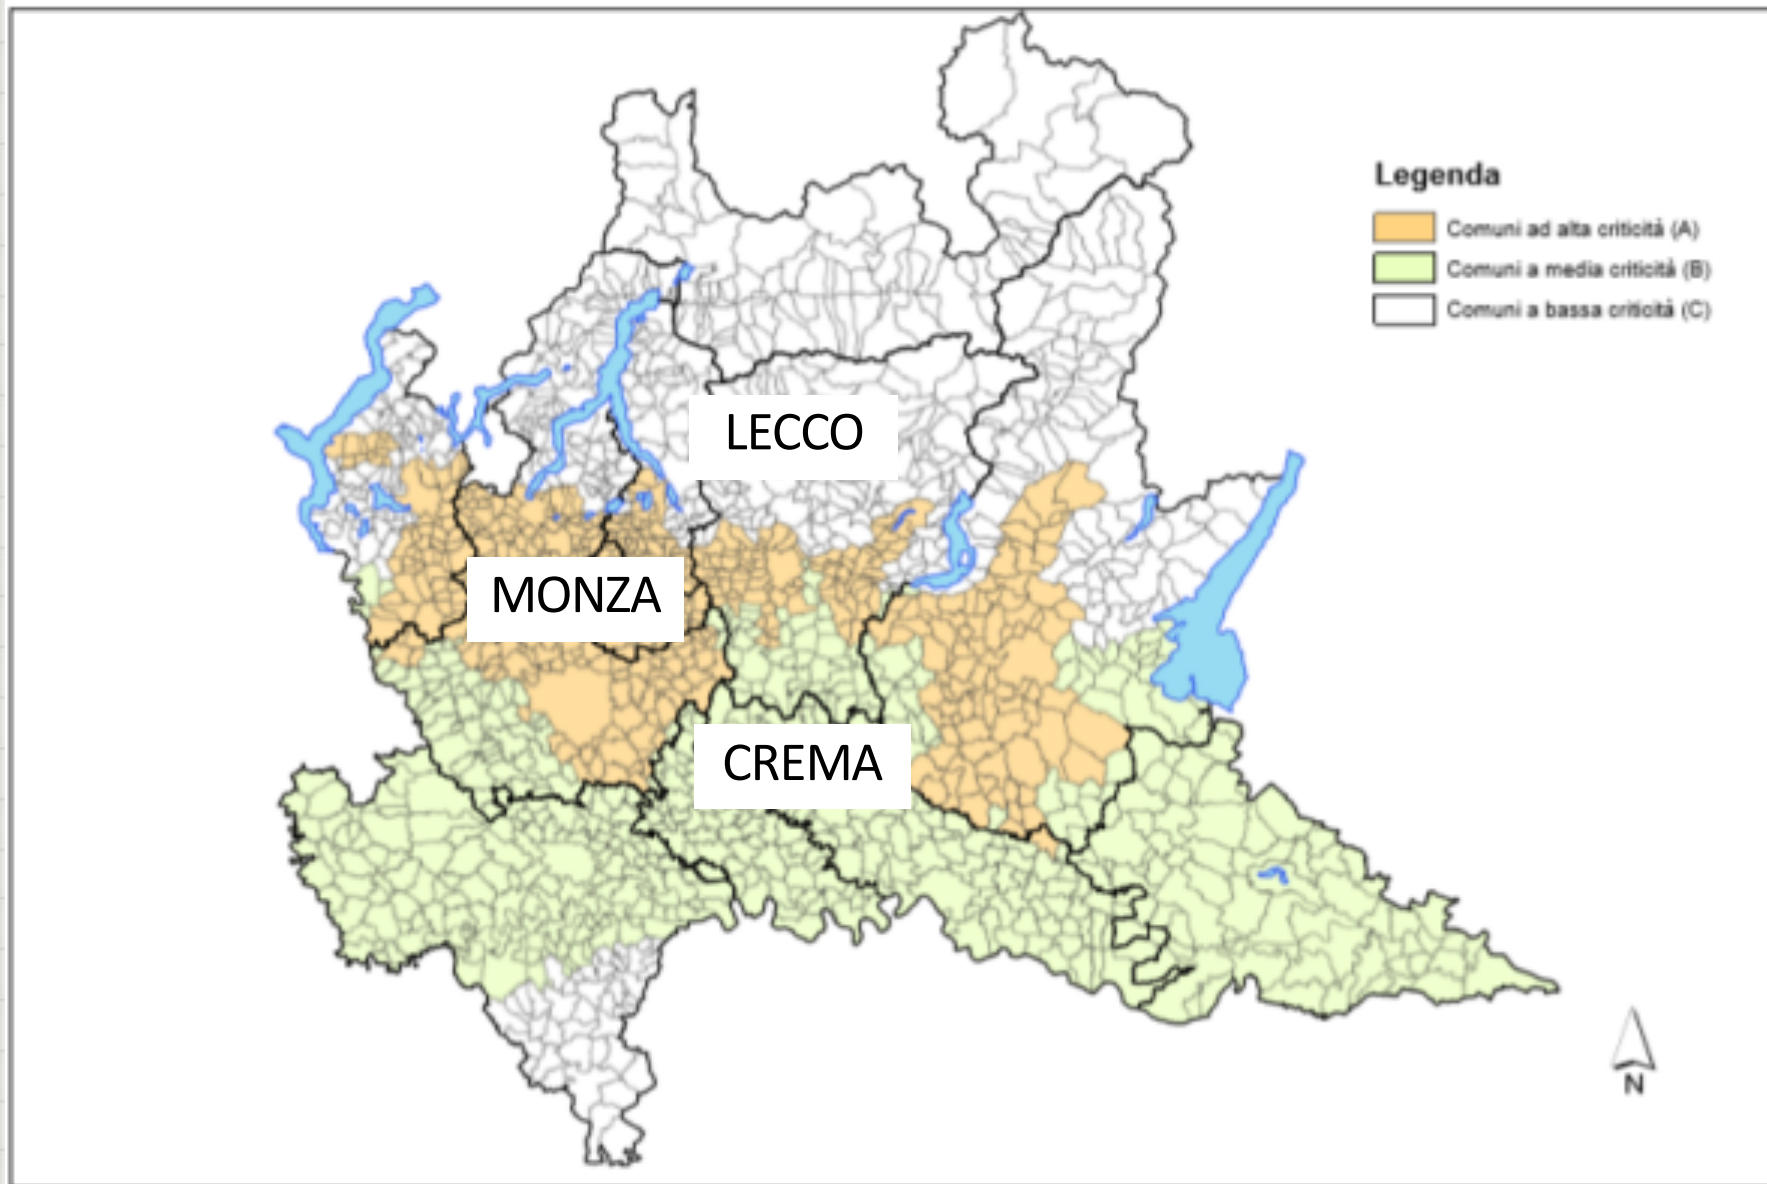 Legenda
Comuni ad alta criticità (A)
Comuni a media criticità (B)
Comuni a bassa criticità (C)
LECCO
MONZA
CREMA
N